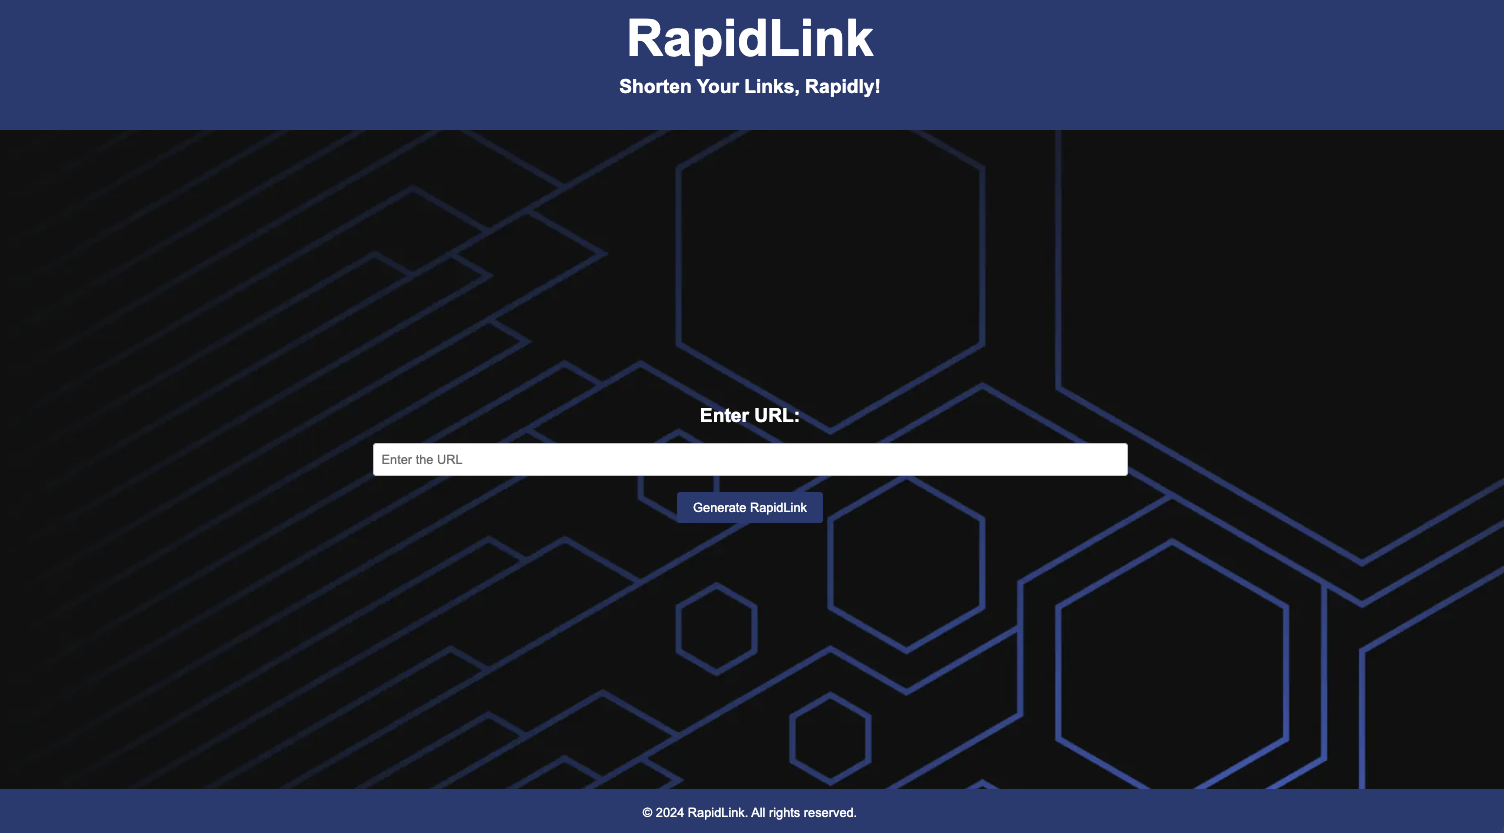 RapidLink
Shorten Your Links, Rapidly!
Enter URL:
Enter the URL
Generate RapidLink
© 2024 RapidLink. All rights reserved.